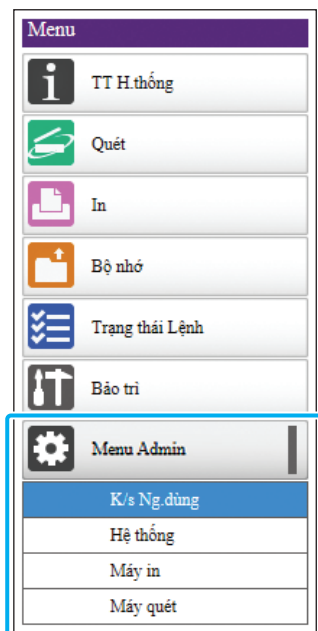 Menu
TT H.thống
Quét
In
Bộ nhớ
Trạng thái Lệnh
Bảo trì
Menu Admin
K/s Ng.dùng
Hệ thống
Máy in
Máy quét